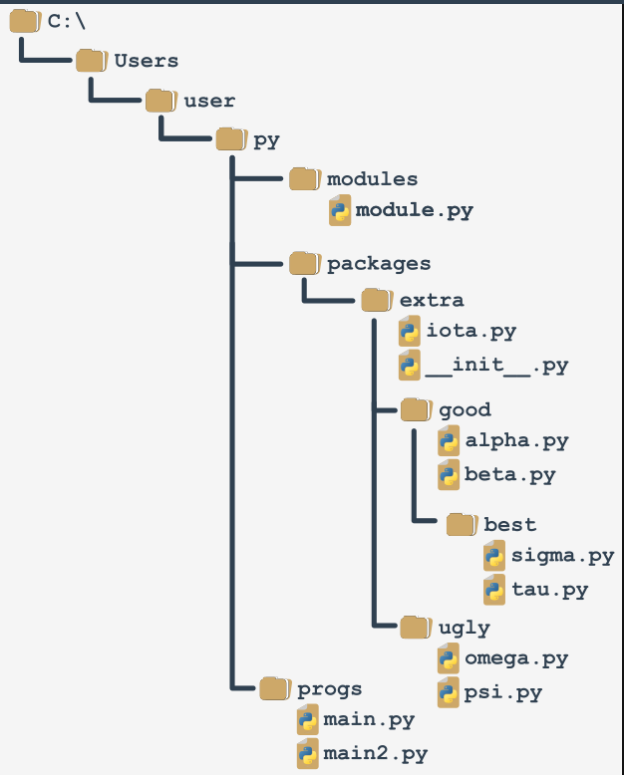 C:\
Users
user
py
modules
module.py
packages
extra
iota.py
__init__.py
good
alpha.py
beta.py
best
sigma.py
tau.py
ugly
omega.py
psi.py
progs
main.py
main2.py